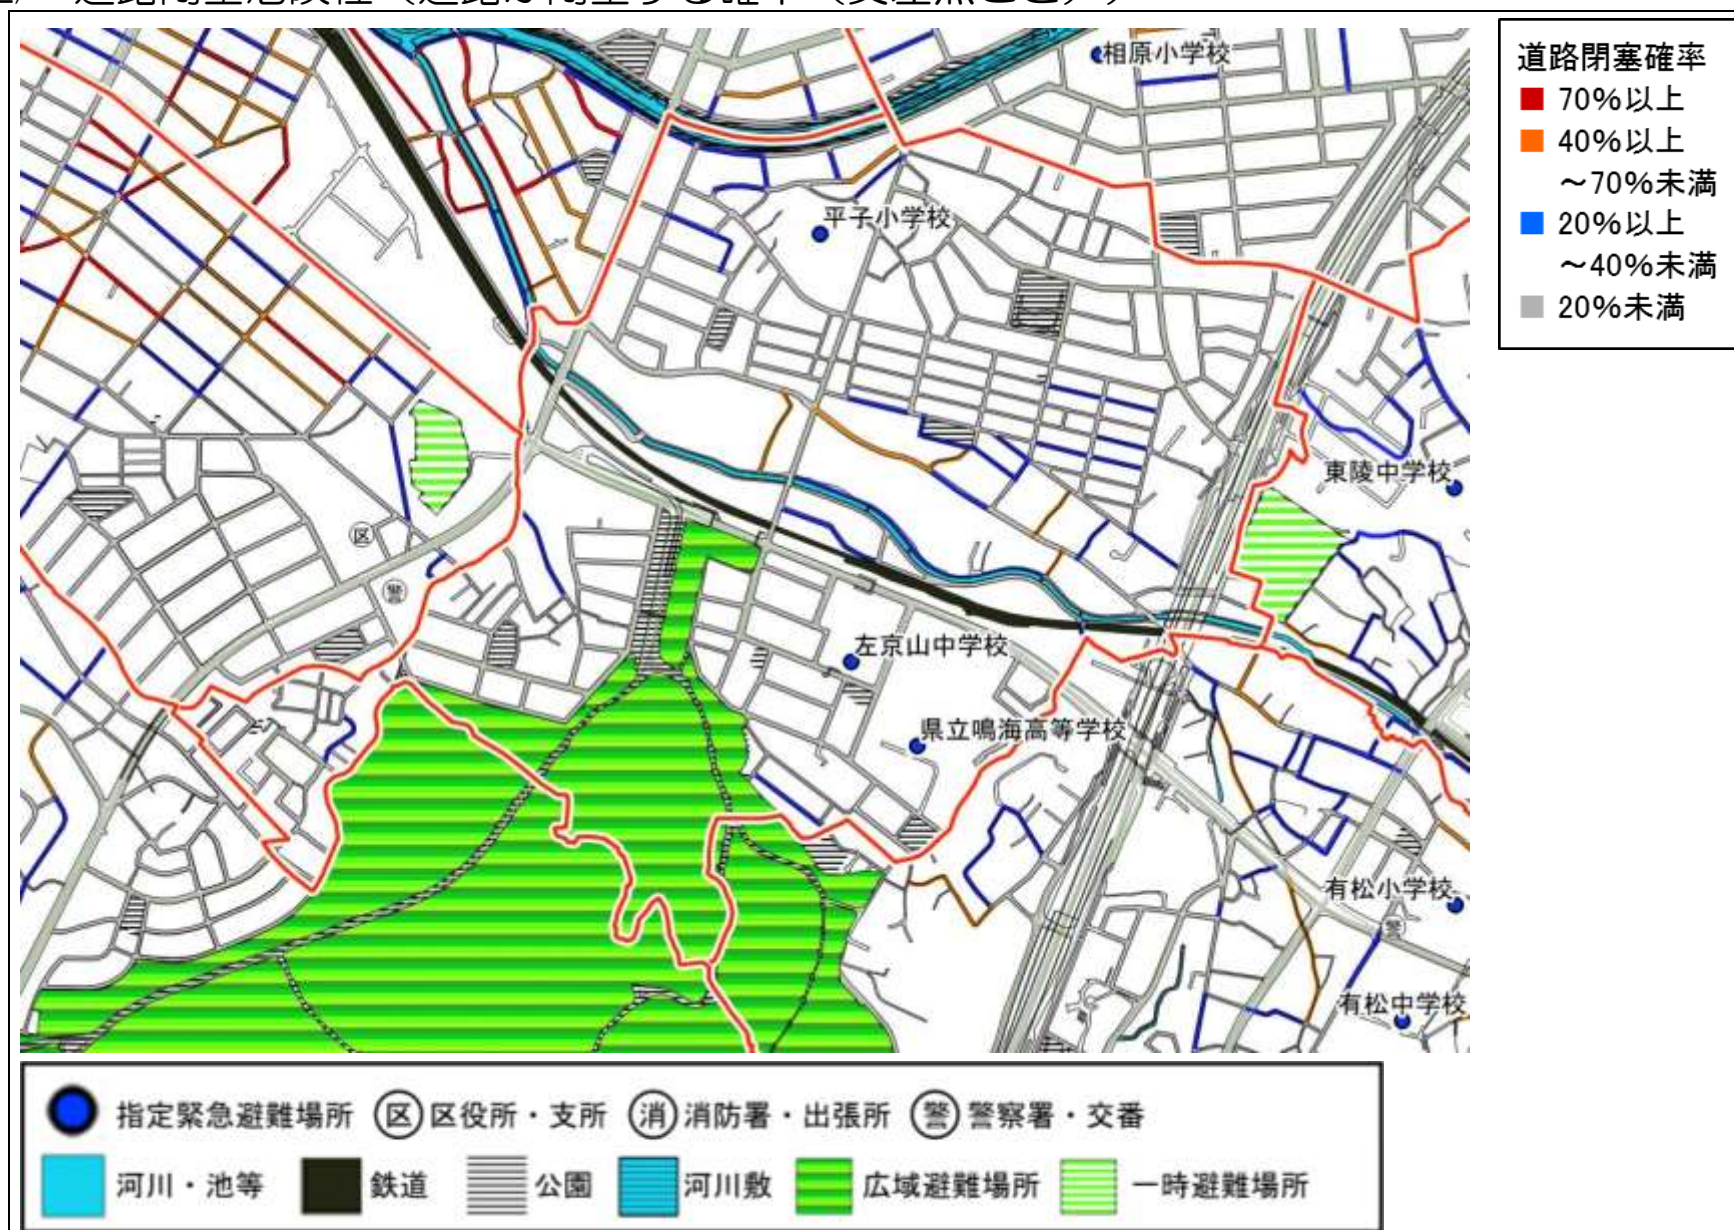 道路閉塞確率
70%以上
40%以上
～70%未満
20%以上
～40%未満
20%未満
相原小学校
平子小学校
東陵中学校
区
警
左京山中学校
県立鳴海高等学校
有松小学校
警
有松中学校
指定緊急避難場所 区 区役所・支所 消 消防署・出張所 警 警察署・交番
河川・池等 鉄道 公園 河川敷 広域避難場所 一時避難場所